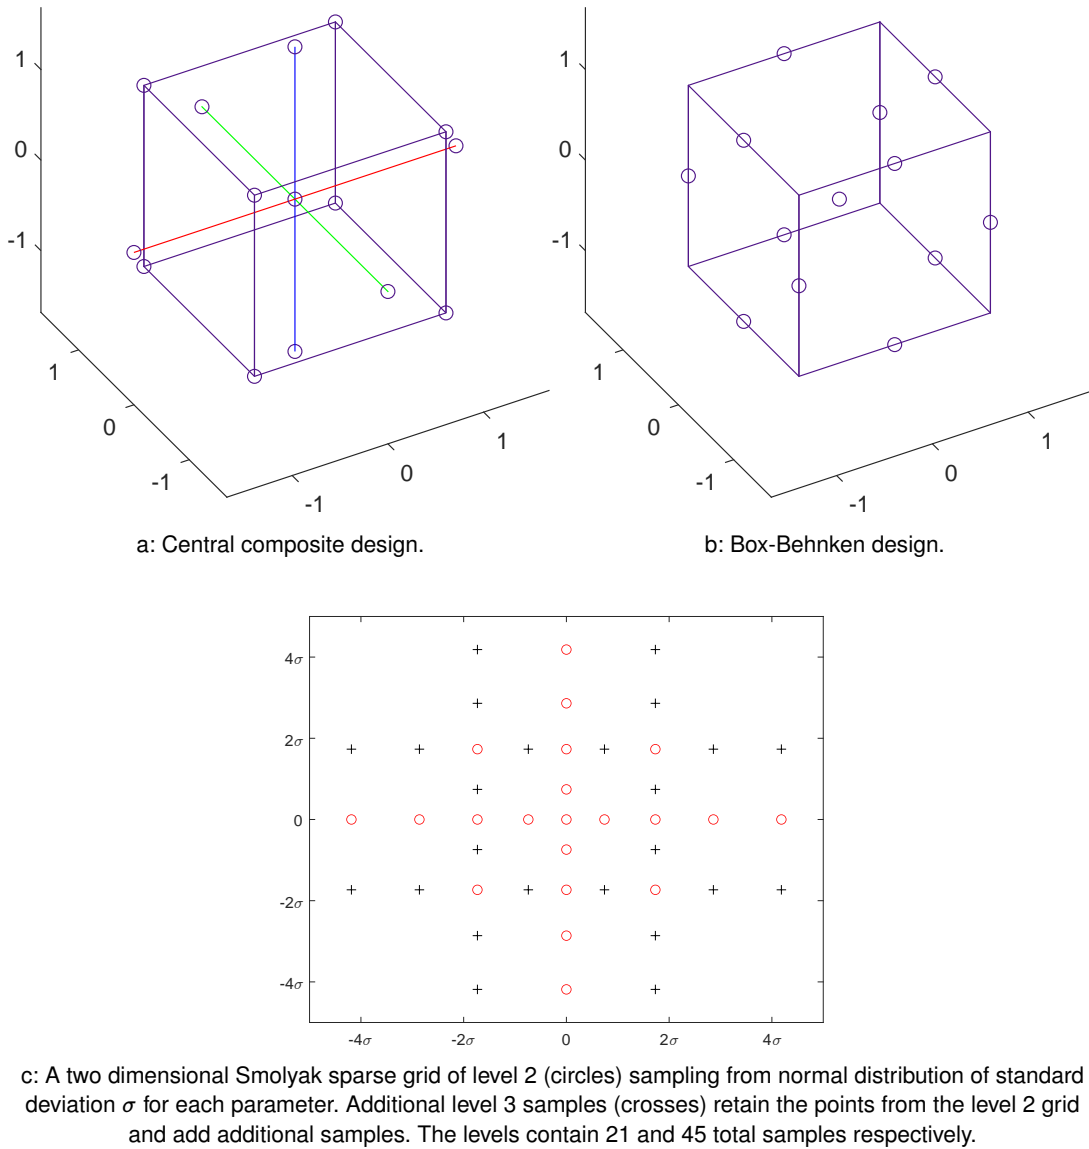 1
0
-1
1
0
-1
-1
0
1
a: Central composite design.
1
0
-1
1
0
-1
-1
0
1
b: Box-Behnken design.
4σ
2σ
0
-2σ
-4σ
-4σ -2σ 0 2σ 4σ
c: A two dimensional Smolyak sparse grid of level 2 (circles) sampling from normal distribution of standard
deviation σ for each parameter. Additional level 3 samples (crosses) retain the points from the level 2 grid
and add additional samples. The levels contain 21 and 45 total samples respectively.